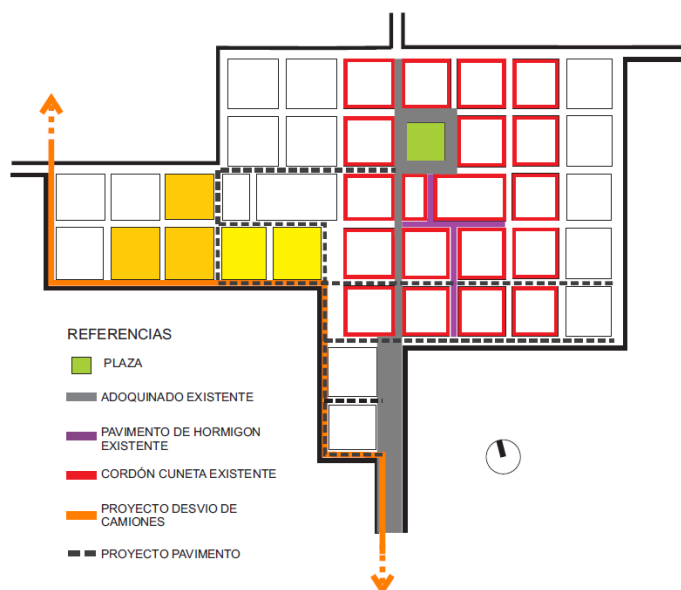 REFERENCIAS
PLAZA
ADOQUINADO EXISTENTE
PAVIMENTO DE HORMIGON
EXISTENTE
CORDÓN CUNETA EXISTENTE
PROYECTO DESVIO DE
CAMIONES
PROYECTO PAVIMENTO